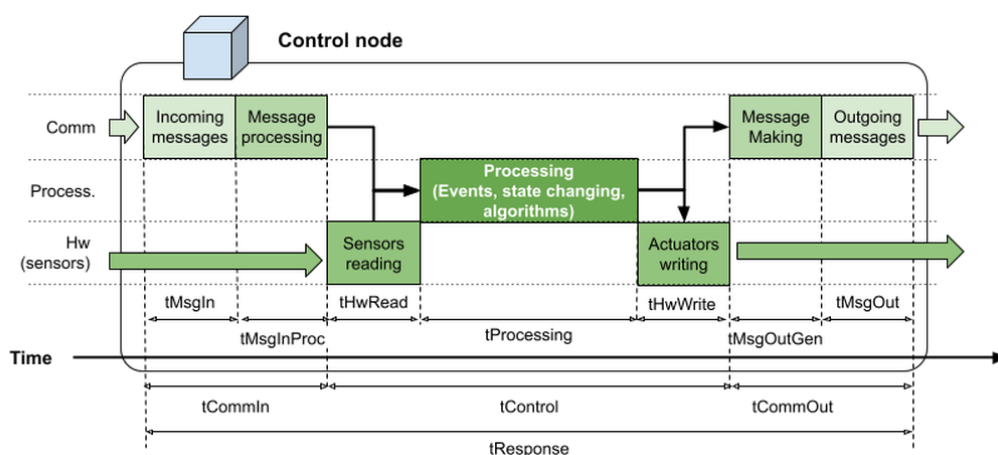 Control node
Comm
Incoming
messages
Message
processing
Message
Making
Outgoing
messages
Process.
Processing
(Events, state changing,
algorithms)
Hw
(sensors)
Sensors
reading
Actuators
writing
tMsgIn
tHwRead
tHwWrite
tMsgOut
tMsgInProc
tProcessing
tMsgOutGen
Time
tCommIn
tControl
tCommOut
tResponse